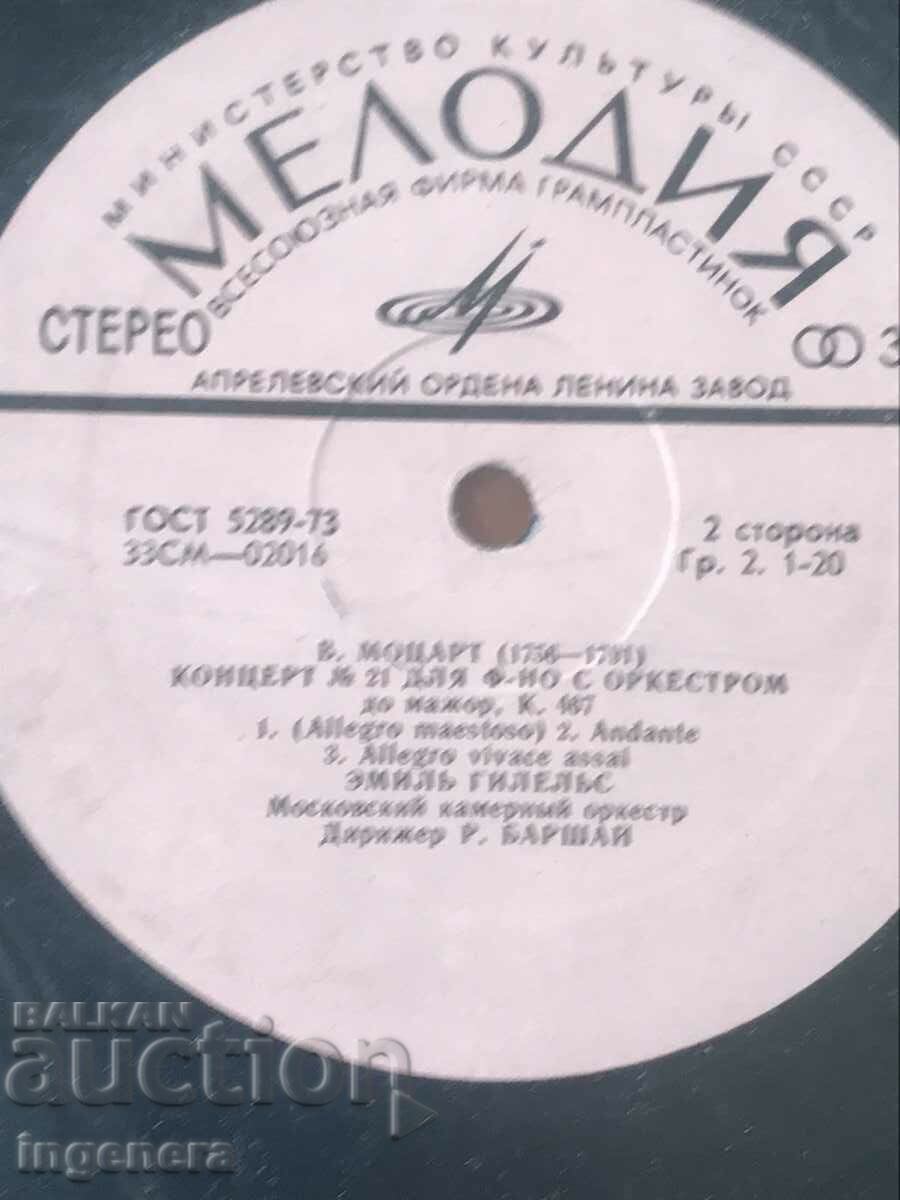 МИНИСТЕРСТВО КУЛЬТУРЫ СССР
МЕЛОДИЯ
ВСЕСОЮЗНАЯ ФИРМА ГРАМПЛАСТИНОК
СТЕРЕО
3
АПРЕЛЕВСКИЙ ОРДЕНА ЛЕНИНА ЗАВОД
ГОСТ 5289-73
33СМ—02016
2 сторона
Гр. 2. 1-20
В. МОЦАРТ (1756—1791)
КОНЦЕРТ № 21 ДЛЯ Ф-НО С ОРКЕСТРОМ
до мажор, К. 467
1. (Allegro maestoso) 2. Andante
3. Allegro vivace assai
ЭМИЛЬ ГИЛЕЛЬС
Московский камерный оркестр
Дирижер Р. БАРШАЙ
BALKAN
auction
ingenera